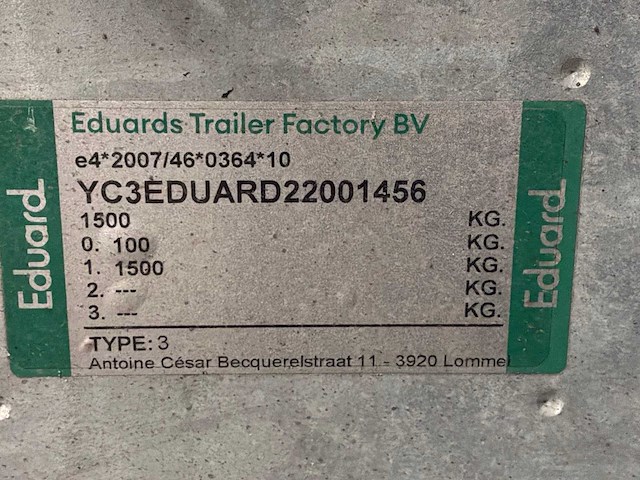 Eduard
Eduards Trailer Factory BV
e4*2007/46*0364*10
YC3EDUARD22001456
1500 KG.
0. 100 KG.
1. 1500 KG.
2. --- KG.
3. --- KG.
TYPE: 3
Antoine César Becquerelstraat 11 - 3920 Lommel
Eduard